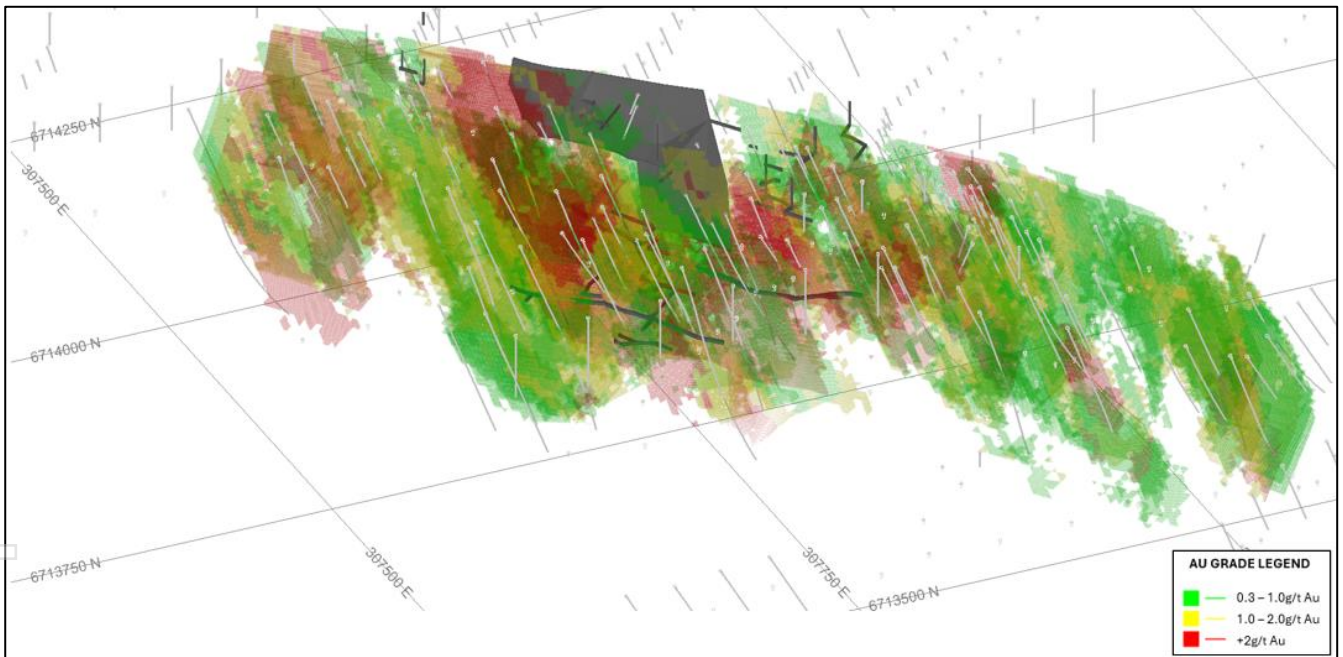 6714250 N
307500 E
6714000 N
6713750 N
307500 E
307750 E
6713500 N
AU GRADE LEGEND
0.3 – 1.0g/t Au
1.0 – 2.0g/t Au
+2g/t Au